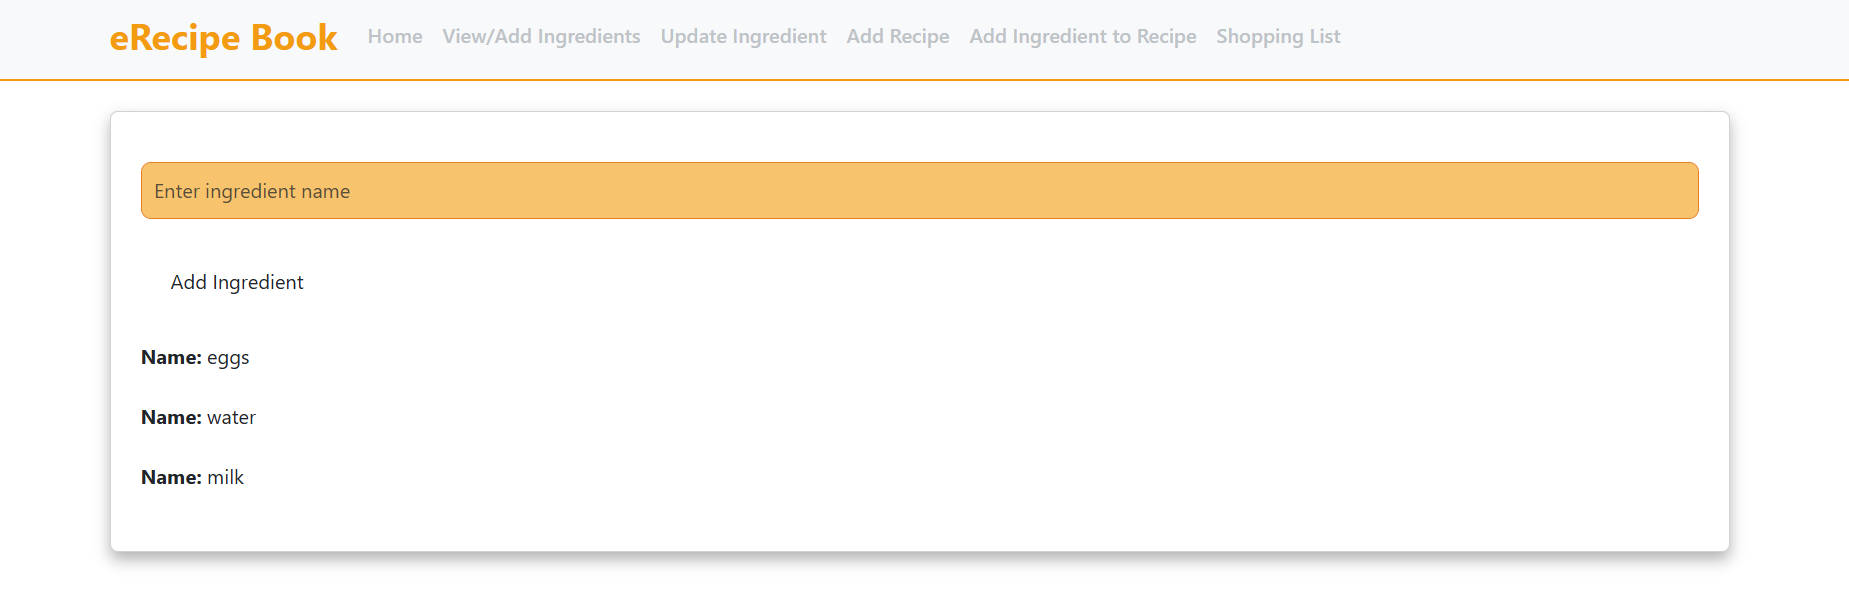 eRecipe Book Home View/Add Ingredients Update Ingredient Add Recipe Add Ingredient to Recipe Shopping List
Enter ingredient name
Add Ingredient
Name: eggs
Name: water
Name: milk